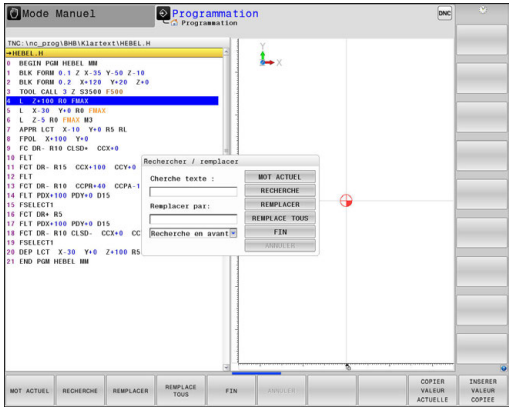 Mode Manuel
Programmation
Programmation
DNC
TNC:\nc_prog\BHB\Klartext\HEBEL.H
→HEBEL.H
0 BEGIN PGM HEBEL MM
1 BLK FORM 0.1 Z X-35 Y-50 Z-10
2 BLK FORM 0.2 X+120 Y+20 Z+0
3 TOOL CALL 3 Z S3500 F500
4 L Z+100 R0 FMAX
5 L X-30 Y+0 R0 FMAX
6 L Z-5 R0 FMAX M3
7 APPR LCT X-10 Y+0 R5 RL
8 FPOL X+100 Y+0
9 FC DR- R10 CLSD+ CCX+0
10 FLT
11 FCT DR- R15 CCX+100 CCY+0
12 FLT
13 FCT DR- R10 CCPR+40 CCPA-1
14 FLT PDX+100 PDY+0 D15
15 FSELECT1
16 FCT DR+ R5
17 FLT PDX+100 PDY+0 D15
18 FCT DR- R10 CLSD- CCX+0 CC
19 FSELECT1
20 DEP LCT X-30 Y+0 Z+100 R5
21 END PGM HEBEL MM
Y
X
Rechercher / remplacer
Cherche texte :
Remplacer par:
Recherche en avant
MOT ACTUEL
RECHERCHE
REMPLACER
REMPLACE TOUS
FIN
ANNULER
MOT ACTUEL
RECHERCHE
REMPLACER
REMPLACE
TOUS
FIN
ANNULER
COPIER
VALEUR
ACTUELLE
INSERER
VALEUR
COPIEE